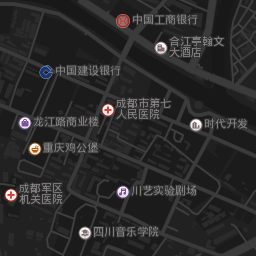 中国工商银行
合江亭翰文
大酒店
中国建设银行
成都市第七
人民医院
龙江路商业楼
时代开发
重庆鸡公堡
成都军区
机关医院
川艺实验剧场
四川音乐学院